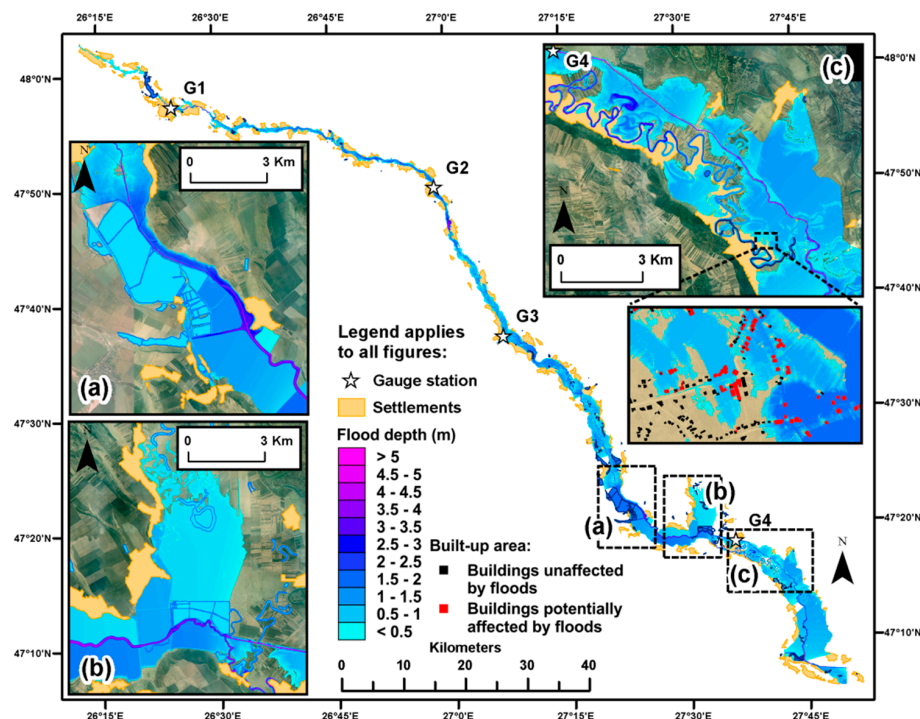 26°15'E 26°30'E 26°45'E 27°0'E 27°15'E 27°30'E 27°45'E
48°0'N
47°50'N
47°40'N
47°30'N
47°20'N
47°10'N
48°0'N
47°50'N
47°40'N
47°30'N
47°20'N
47°10'N
G1
G2
G3
G4
(a)
(b)
(c)
N
N
0 3 Km
(a)
N
0 3 Km
(b)
G4
(c)
N
0 3 Km
Legend applies
to all figures:
Gauge station
Settlements
Flood depth (m)
> 5
4.5 - 5
4 - 4.5
3.5 - 4
3 - 3.5
2.5 - 3
2 - 2.5
1.5 - 2
1 - 1.5
0.5 - 1
< 0.5
Built-up area:
Buildings unaffected
by floods
Buildings potentially
affected by floods
Kilometers
0 5 10 20 30 40
26°15'E 26°30'E 26°45'E 27°0'E 27°15'E 27°30'E 27°45'E